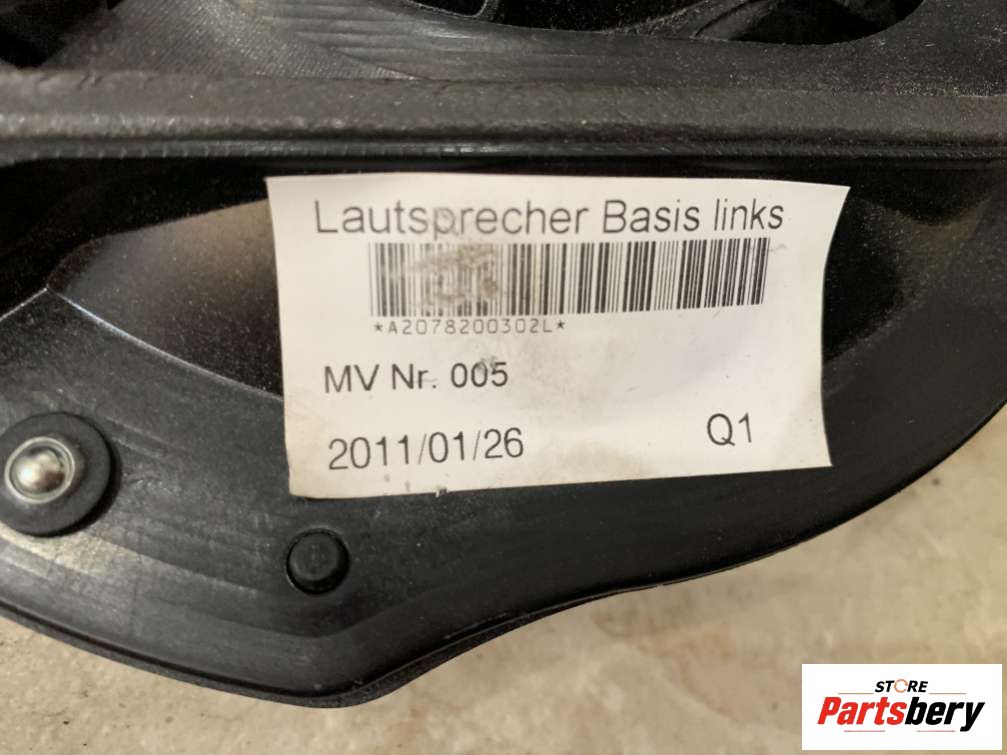 Lautsprecher Basis links
*A2078200302L*
MV Nr. 005
2011/01/26 Q1
STORE
Partsbery